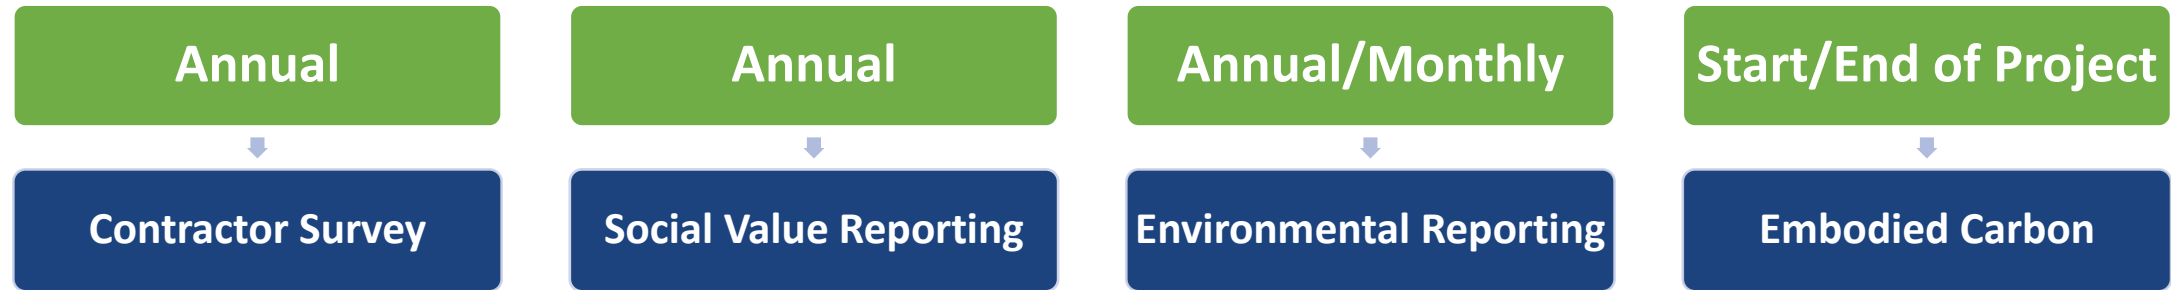 Annual
Contractor Survey
Annual
Social Value Reporting
Annual/Monthly
Environmental Reporting
Start/End of Project
Embodied Carbon